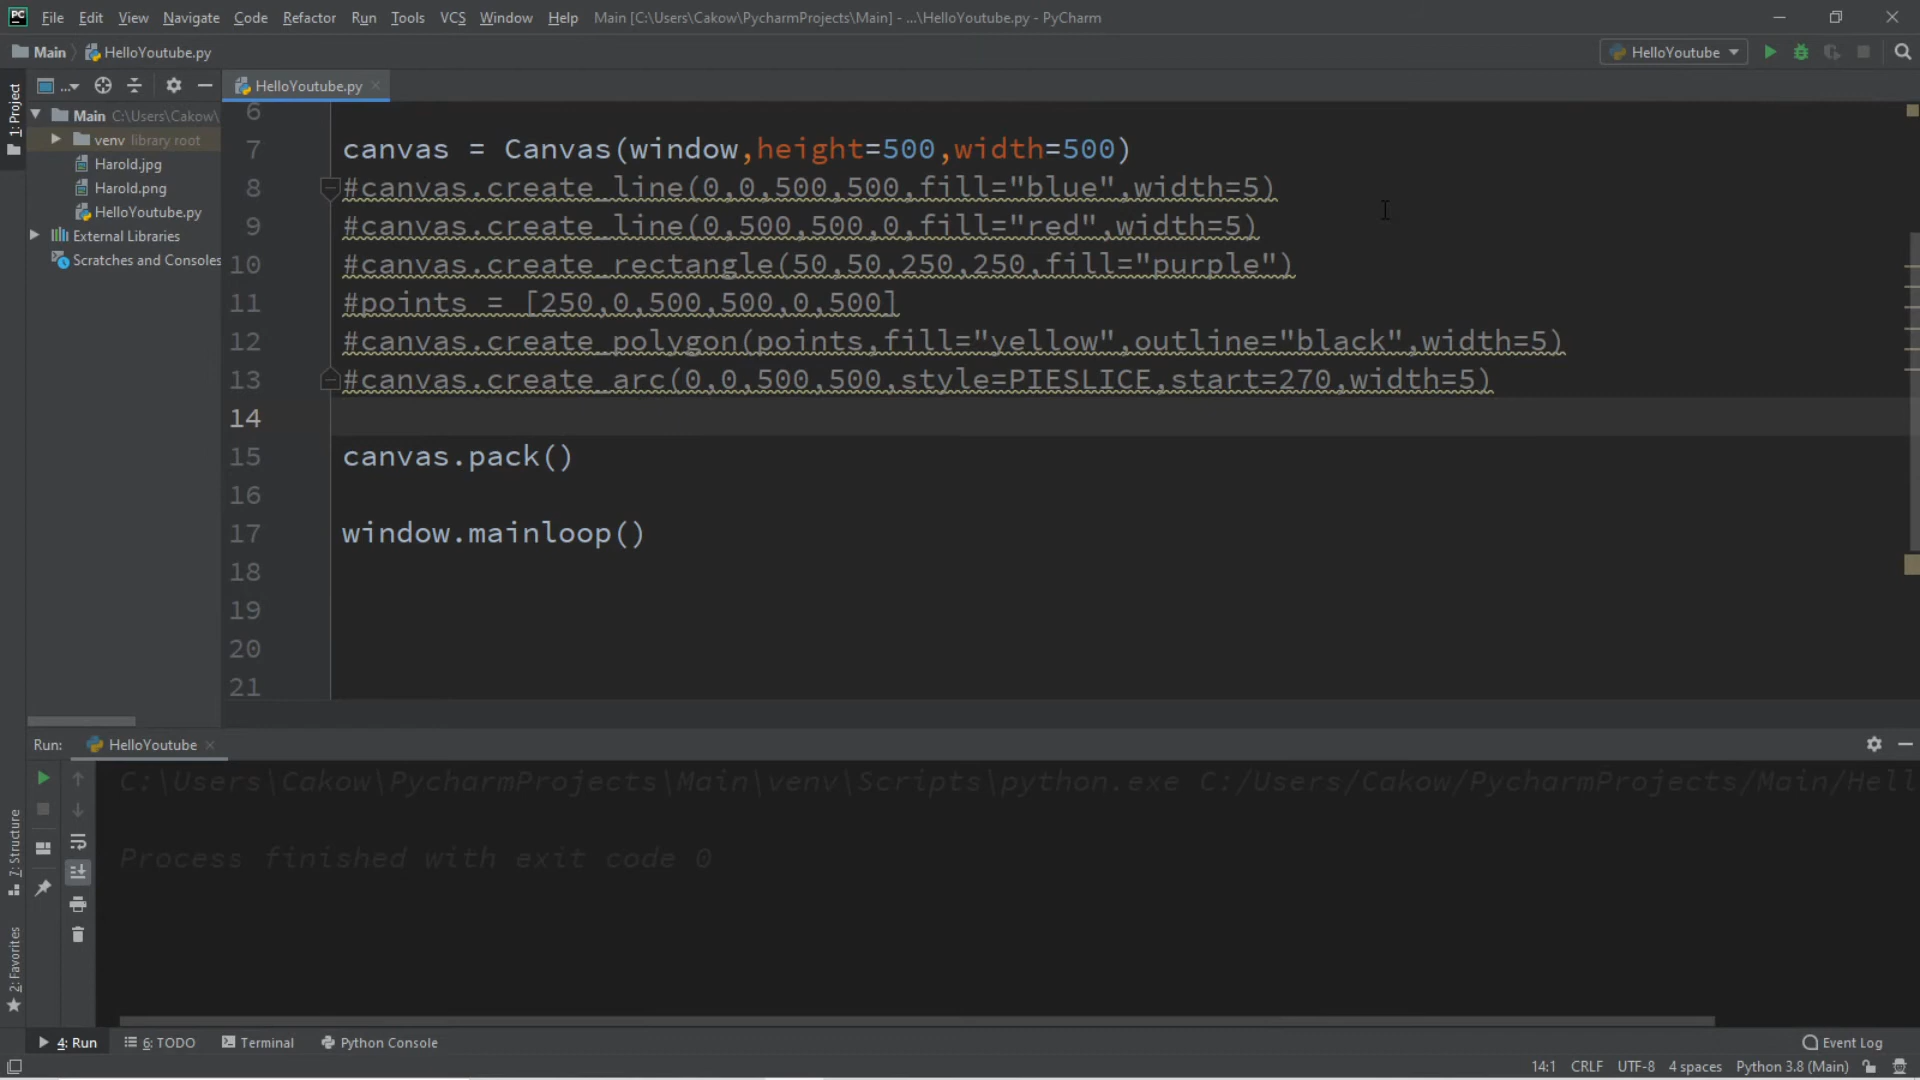 PC File Edit View Navigate Code Refactor Run Tools VCS Window Help Main [C:\Users\Cakow\PycharmProjects\Main] - ...\HelloYoutube.py - PyCharm
Main HelloYoutube.py HelloYoutube
... HelloYoutube.py
1: Project
Main C:\Users\Cakow\
venv library root
Harold.jpg
Harold.png
HelloYoutube.py
External Libraries
Scratches and Consoles
6
7 canvas = Canvas(window,height=500,width=500)
8 #canvas.create_line(0,0,500,500,fill="blue",width=5)
9 #canvas.create_line(0,500,500,0,fill="red",width=5)
10 #canvas.create_rectangle(50,50,250,250,fill="purple")
11 #points = [250,0,500,500,0,500]
12 #canvas.create_polygon(points,fill="yellow",outline="black",width=5)
13 #canvas.create_arc(0,0,500,500,style=PIESLICE,start=270,width=5)
14
15 canvas.pack()
16
17 window.mainloop()
18
19
20
21
Run: HelloYoutube
C:\Users\Cakow\PycharmProjects\Main\venv\Scripts\python.exe C:/Users/Cakow/PycharmProjects/Main/Hell
Process finished with exit code 0
7: Structure
2: Favorites
4: Run 6: TODO Terminal Python Console Event Log
14:1 CRLF UTF-8 4 spaces Python 3.8 (Main)